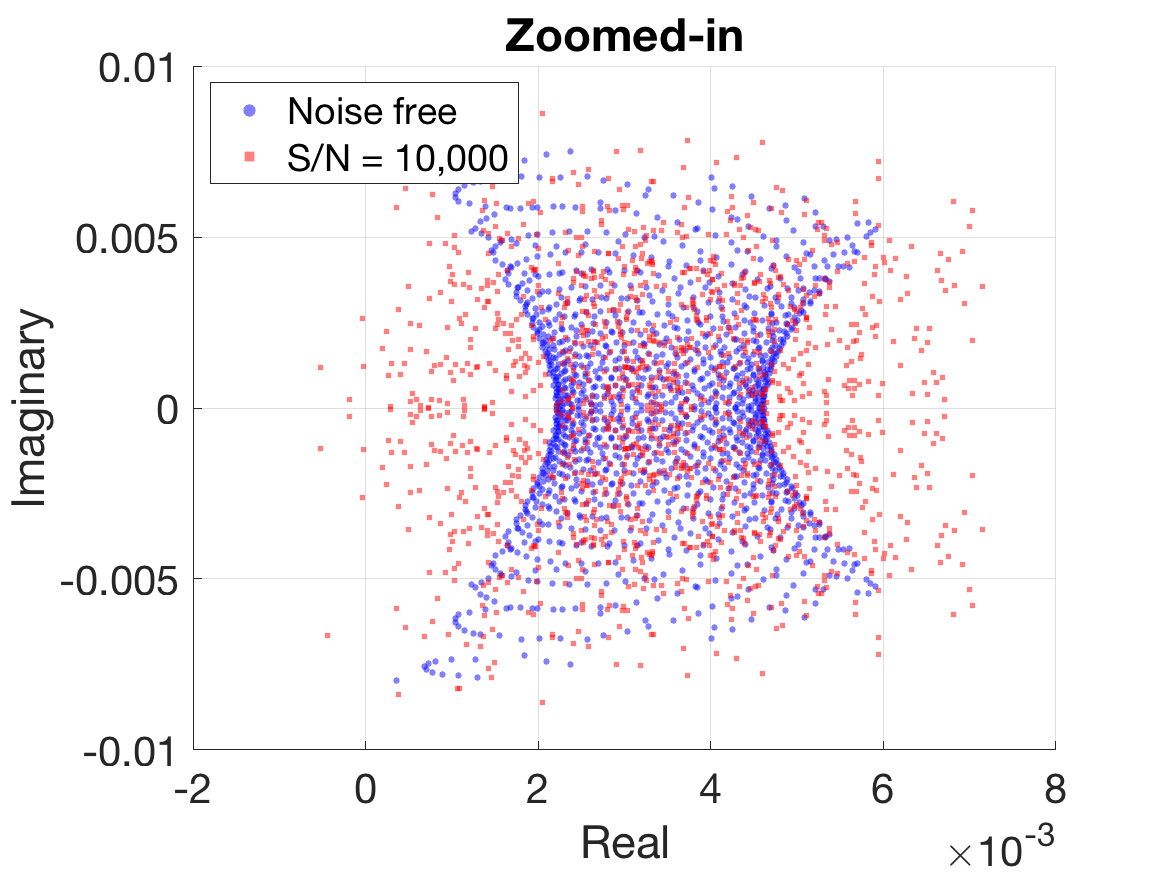 Zoomed-in
0.01
0.005
0
-0.005
-0.01
Imaginary
Noise free
S/N = 10,000
-2 0 2 4 6 8
Real
×10-3